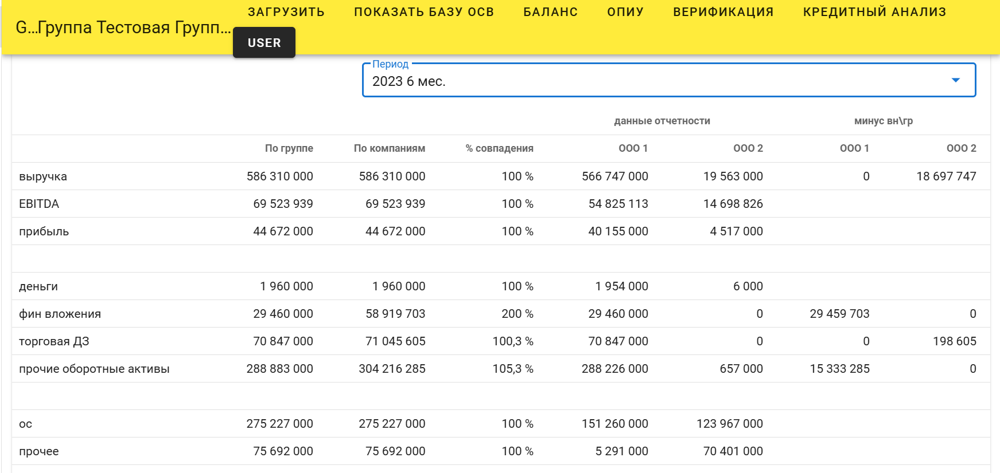 ЗАГРУЗИТЬ ПОКАЗАТЬ БАЗУ ОСВ БАЛАНС ОПИУ ВЕРИФИКАЦИЯ КРЕДИТНЫЙ АНАЛИЗ
G...Группа Тестовая Групп...
USER
Период
2023 6 мес.
данные отчетности минус вн\гр
По группе По компаниям % совпадения ООО 1 ООО 2 ООО 1 ООО 2
выручка 586 310 000 586 310 000 100 % 566 747 000 19 563 000 0 18 697 747
EBITDA 69 523 939 69 523 939 100 % 54 825 113 14 698 826
прибыль 44 672 000 44 672 000 100 % 40 155 000 4 517 000
деньги 1 960 000 1 960 000 100 % 1 954 000 6 000
фин вложения 29 460 000 58 919 703 200 % 29 460 000 0 29 459 703 0
торговая ДЗ 70 847 000 71 045 605 100,3 % 70 847 000 0 0 198 605
прочие оборотные активы 288 883 000 304 216 285 105,3 % 288 226 000 657 000 15 333 285 0
ос 275 227 000 275 227 000 100 % 151 260 000 123 967 000
прочее 75 692 000 75 692 000 100 % 5 291 000 70 401 000